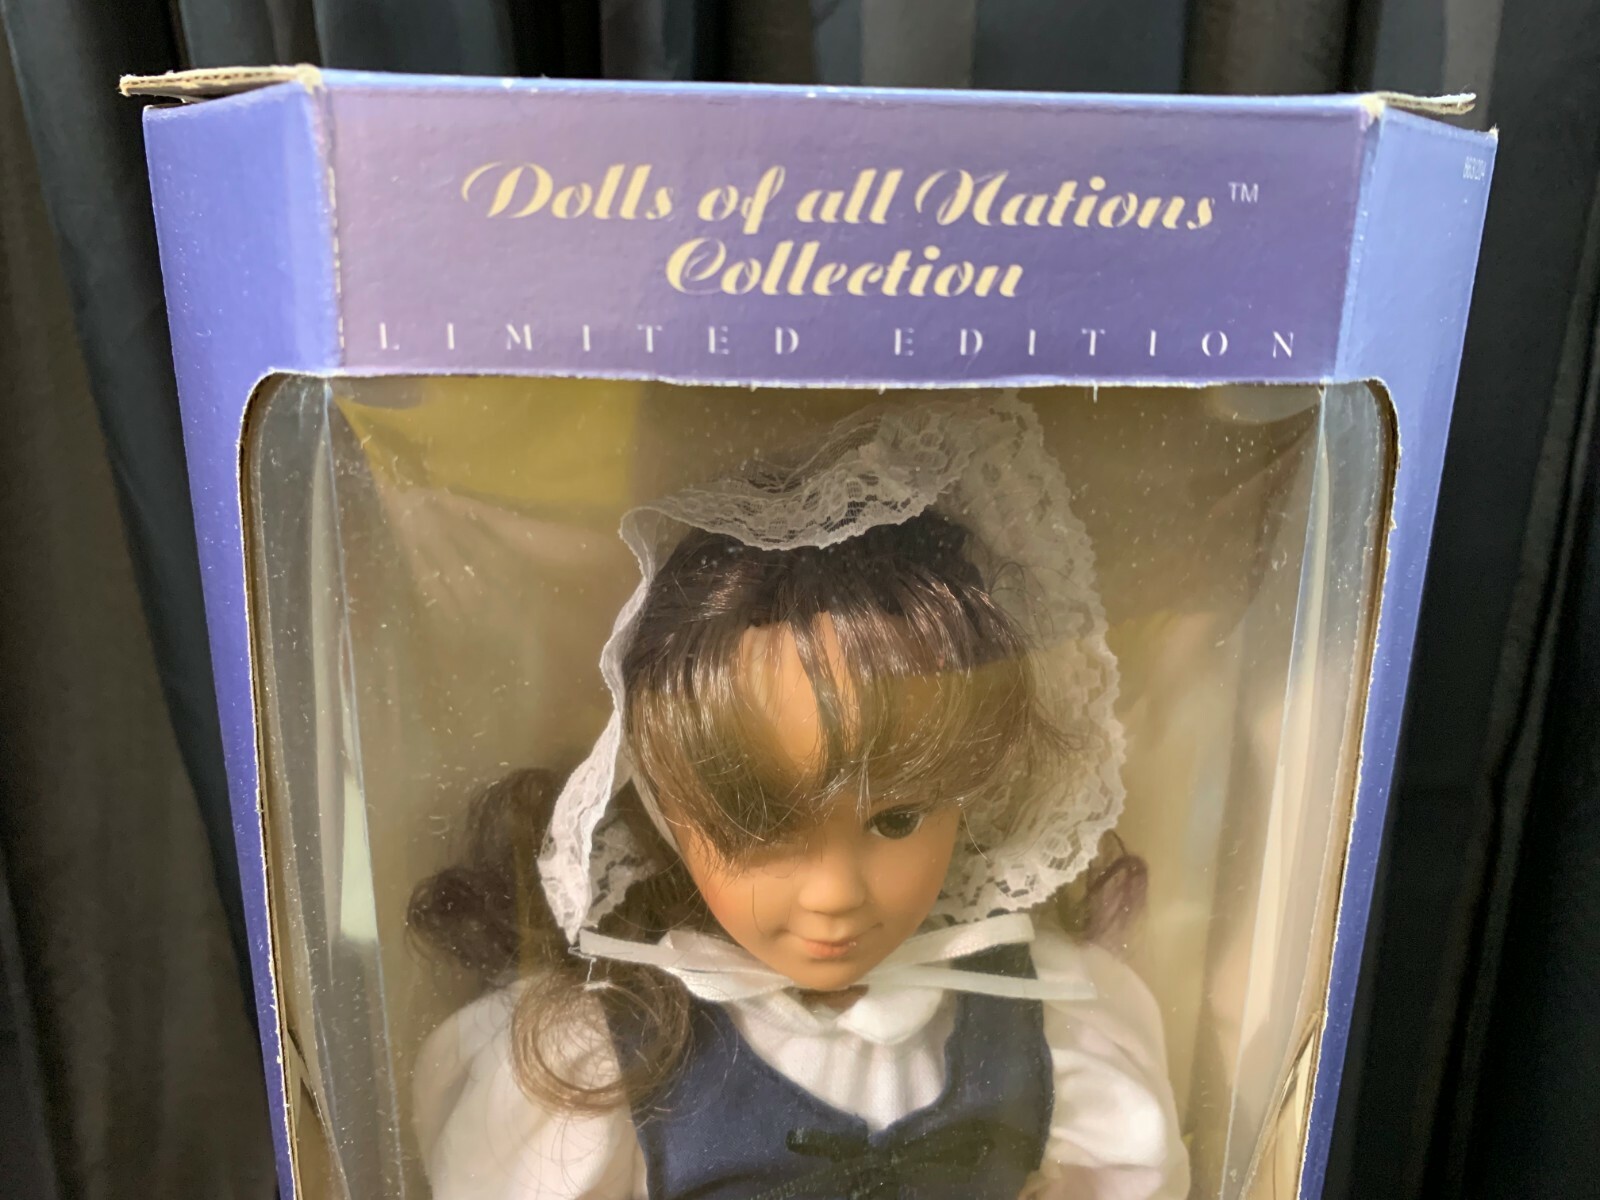 Dolls of all Nations™
Collection
LIMITED EDITION